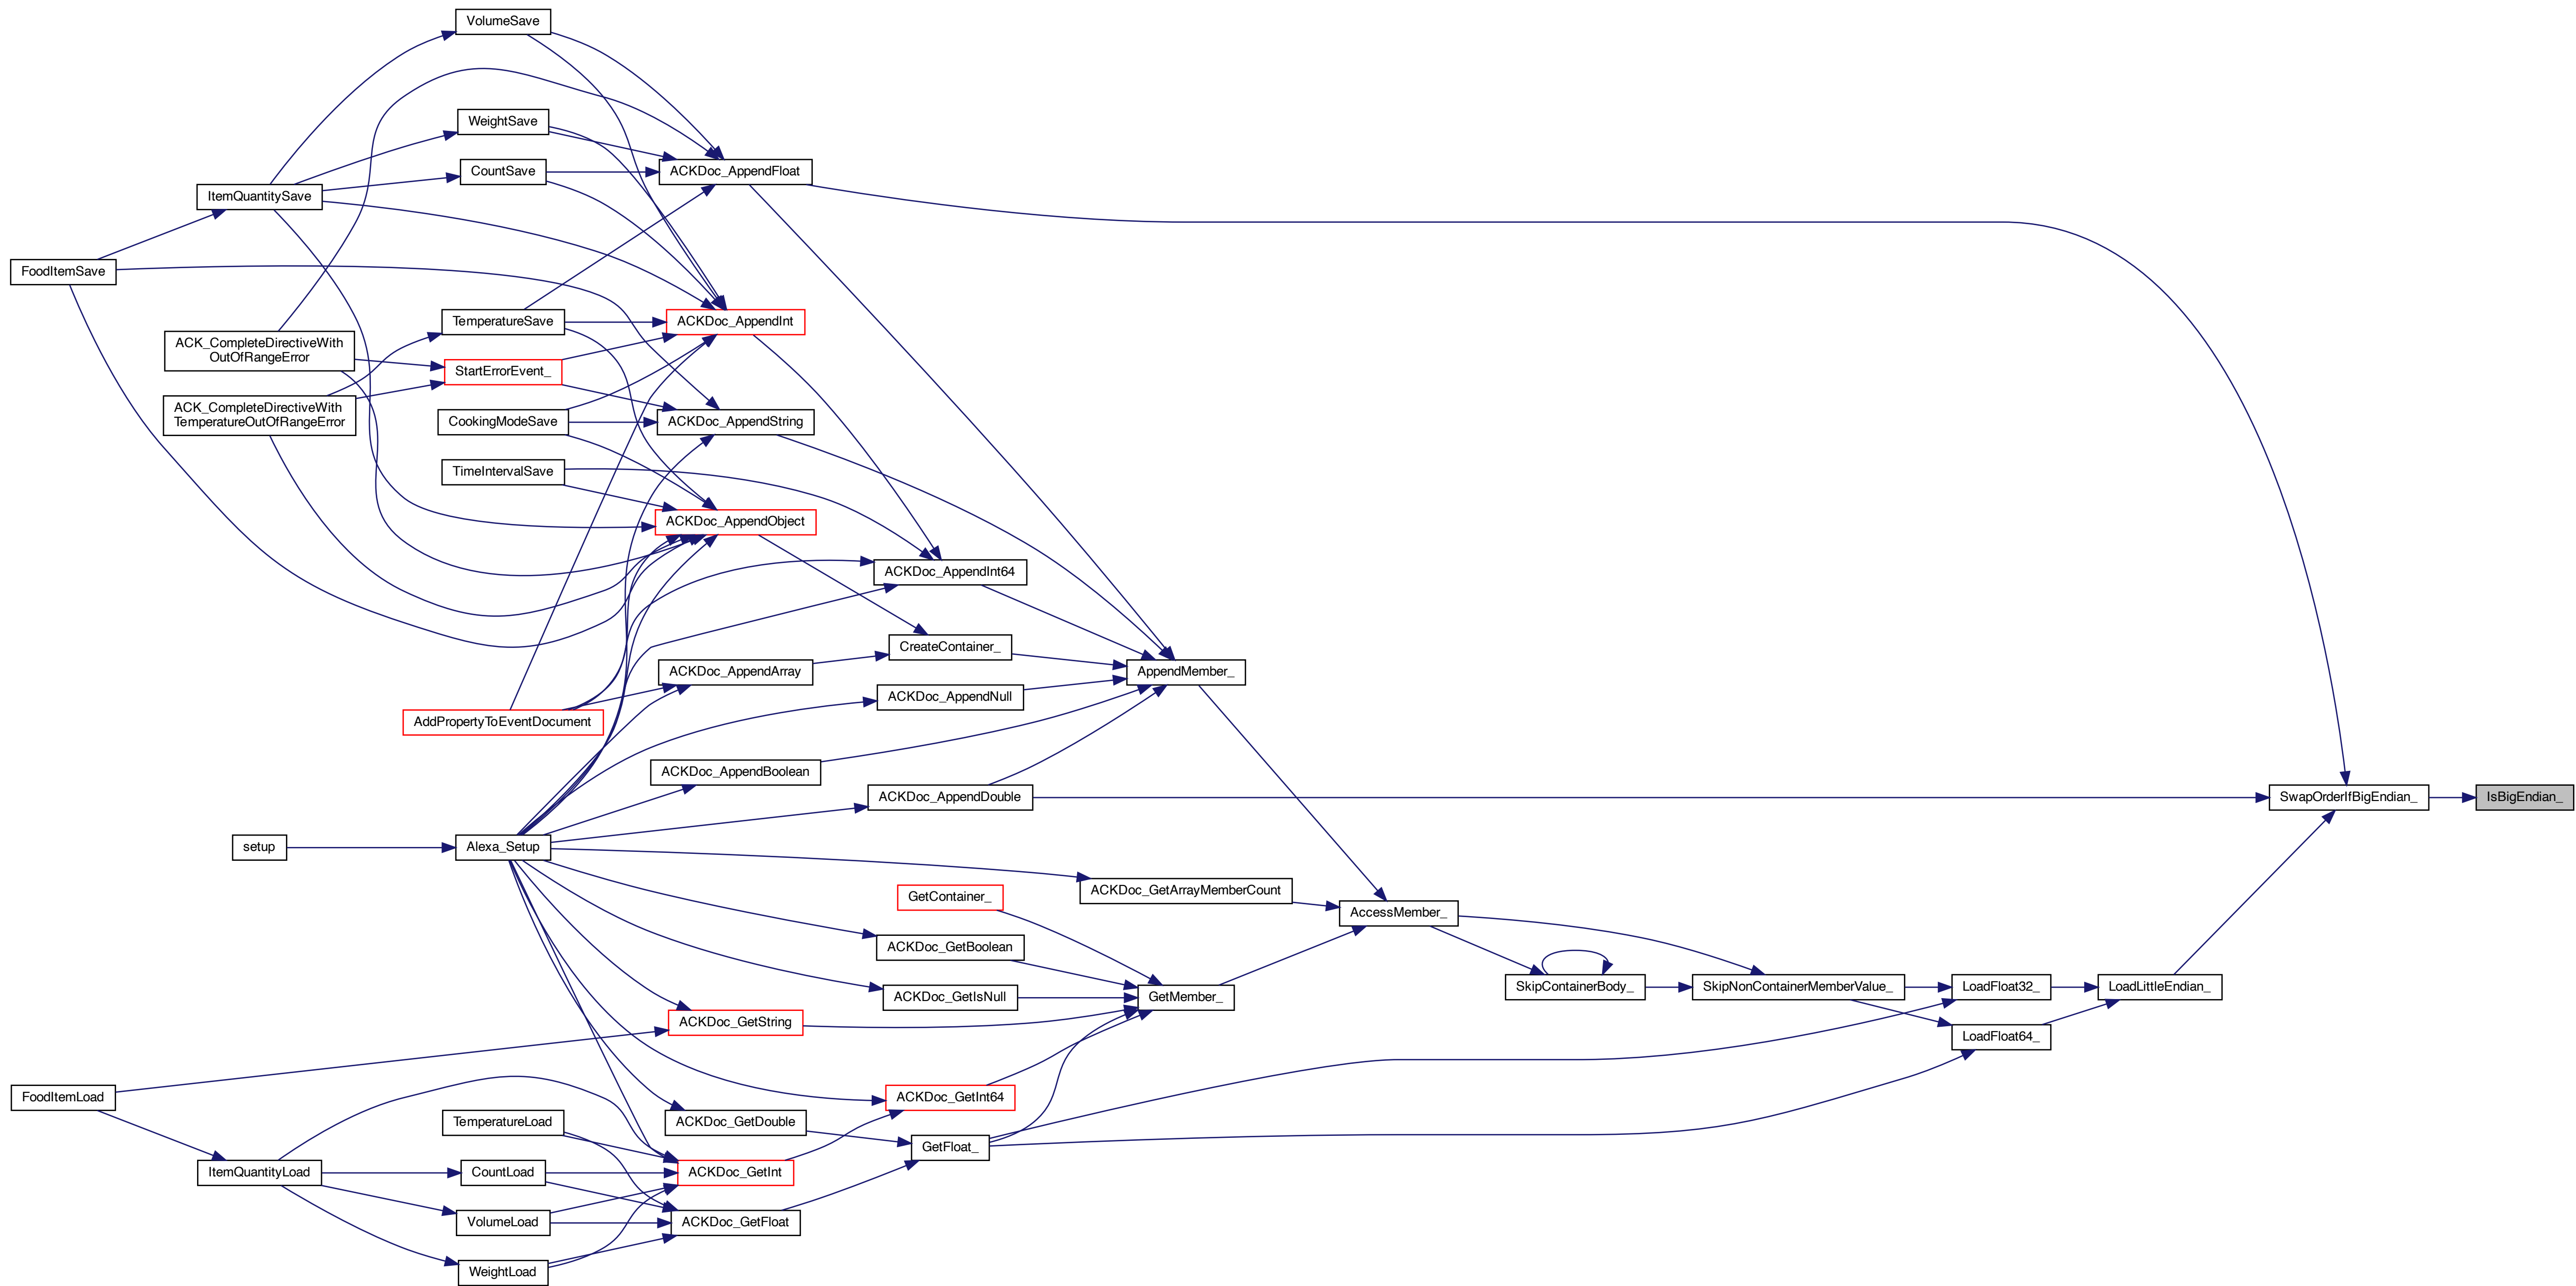 VolumeSave
WeightSave
CountSave
ACKDoc_AppendFloat
ItemQuantitySave
FoodItemSave
TemperatureSave
ACKDoc_AppendInt
ACK_CompleteDirectiveWith
OutOfRangeError
StartErrorEvent_
ACK_CompleteDirectiveWith
TemperatureOutOfRangeError
CookingModeSave
ACKDoc_AppendString
TimeIntervalSave
ACKDoc_AppendObject
ACKDoc_AppendInt64
CreateContainer_
ACKDoc_AppendArray
AppendMember_
ACKDoc_AppendNull
AddPropertyToEventDocument
ACKDoc_AppendBoolean
ACKDoc_AppendDouble
SwapOrderIfBigEndian_
IsBigEndian_
setup
Alexa_Setup
ACKDoc_GetArrayMemberCount
GetContainer_
AccessMember_
ACKDoc_GetBoolean
SkipContainerBody_
SkipNonContainerMemberValue_
LoadFloat32_
LoadLittleEndian_
ACKDoc_GetIsNull
GetMember_
ACKDoc_GetString
LoadFloat64_
FoodItemLoad
ACKDoc_GetInt64
TemperatureLoad
ACKDoc_GetDouble
GetFloat_
ItemQuantityLoad
CountLoad
ACKDoc_GetInt
VolumeLoad
ACKDoc_GetFloat
WeightLoad